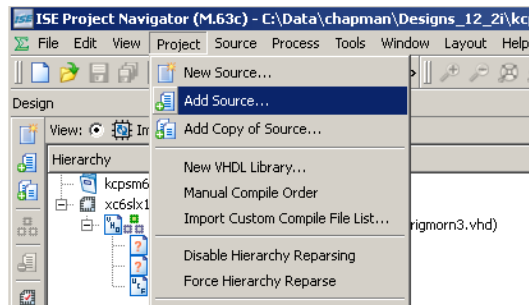 ISE Project Navigator (M.63c) - C:\Data\chapman\Designs_12_2i\kc
File Edit View Project Source Process Tools Window Layout Help
New Source...
Design
Add Source...
View:
Add Copy of Source...
Hierarchy
New VHDL Library...
kcpsm6
Manual Compile Order
xc6slx1
Import Custom Compile File List...
rigmorn3.vhd)
Disable Hierarchy Reparsing
Force Hierarchy Reparse